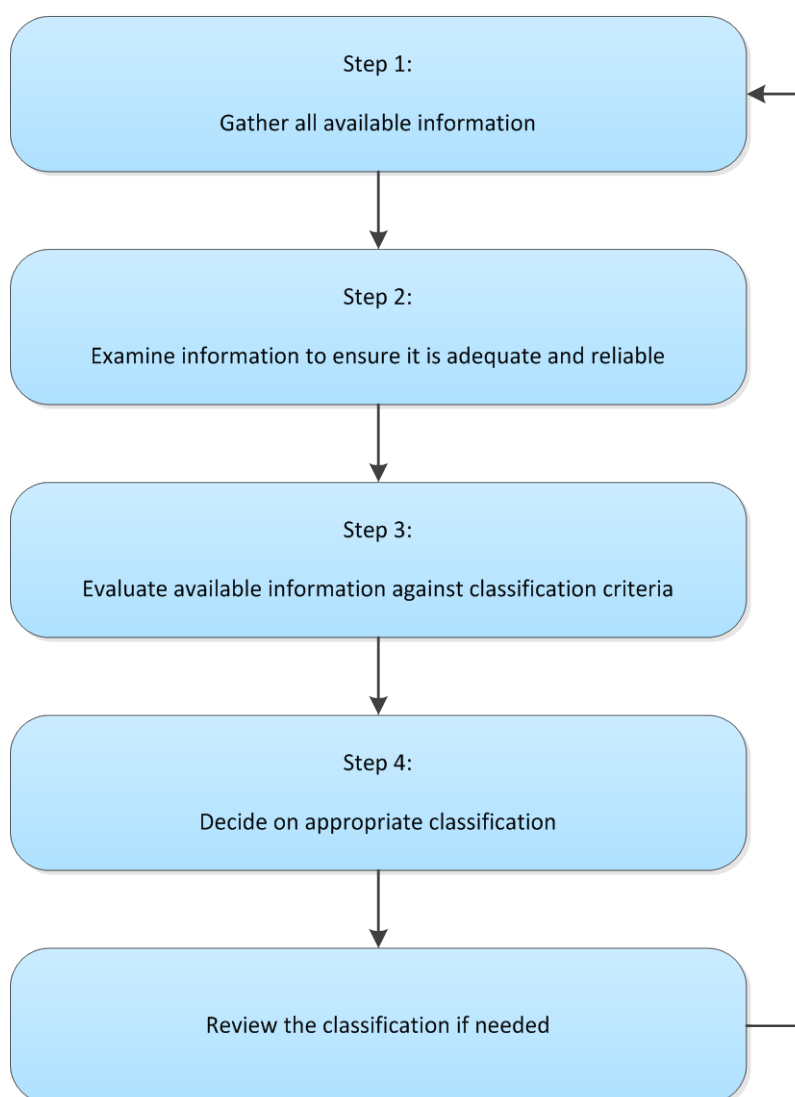 Step 1:
Gather all available information
Step 2:
Examine information to ensure it is adequate and reliable
Step 3:
Evaluate available information against classification criteria
Step 4:
Decide on appropriate classification
Review the classification if needed